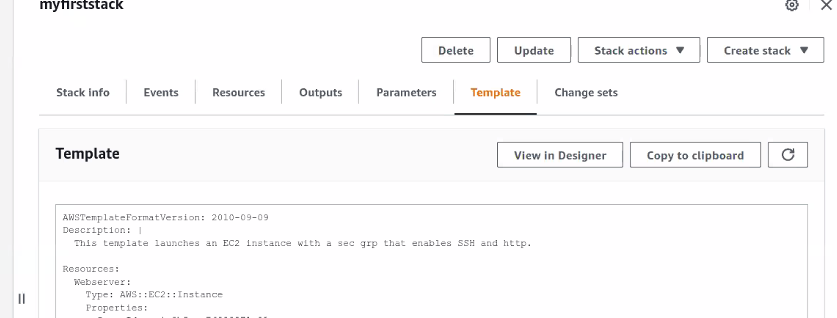 myfirststack
Delete
Update
Stack actions
Create stack
Stack info
Events
Resources
Outputs
Parameters
Template
Change sets
Template
View in Designer
Copy to clipboard
AWSTemplateFormatVersion: 2010-09-09
Description: |
This template launches an EC2 instance with a sec grp that enables SSH and http.
Resources:
Webserver:
Type: AWS::EC2::Instance
Properties: